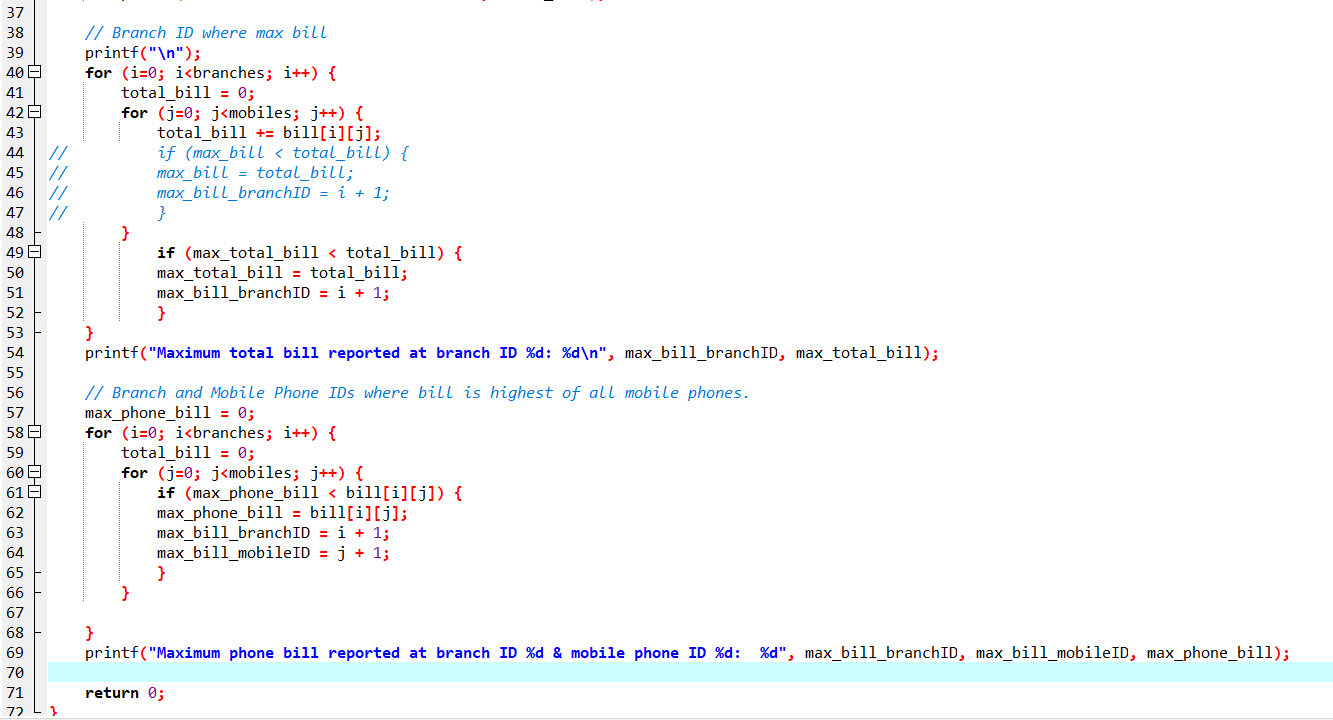 37
38 // Branch ID where max bill
39 printf("\n");
40 for (i=0; i<branches; i++) {
41 total_bill = 0;
42 for (j=0; j<mobiles; j++) {
43 total_bill += bill[i][j];
44 // if (max_bill < total_bill) {
45 // max_bill = total_bill;
46 // max_bill_branchID = i + 1;
47 // }
48 }
49 if (max_total_bill < total_bill) {
50 max_total_bill = total_bill;
51 max_bill_branchID = i + 1;
52 }
53 }
54 printf("Maximum total bill reported at branch ID %d: %d\n", max_bill_branchID, max_total_bill);
55
56 // Branch and Mobile Phone IDs where bill is highest of all mobile phones.
57 max_phone_bill = 0;
58 for (i=0; i<branches; i++) {
59 total_bill = 0;
60 for (j=0; j<mobiles; j++) {
61 if (max_phone_bill < bill[i][j]) {
62 max_phone_bill = bill[i][j];
63 max_bill_branchID = i + 1;
64 max_bill_mobileID = j + 1;
65 }
66 }
67
68 }
69 printf("Maximum phone bill reported at branch ID %d & mobile phone ID %d:  %d", max_bill_branchID, max_bill_mobileID, max_phone_bill);
70
71 return 0;
72 }